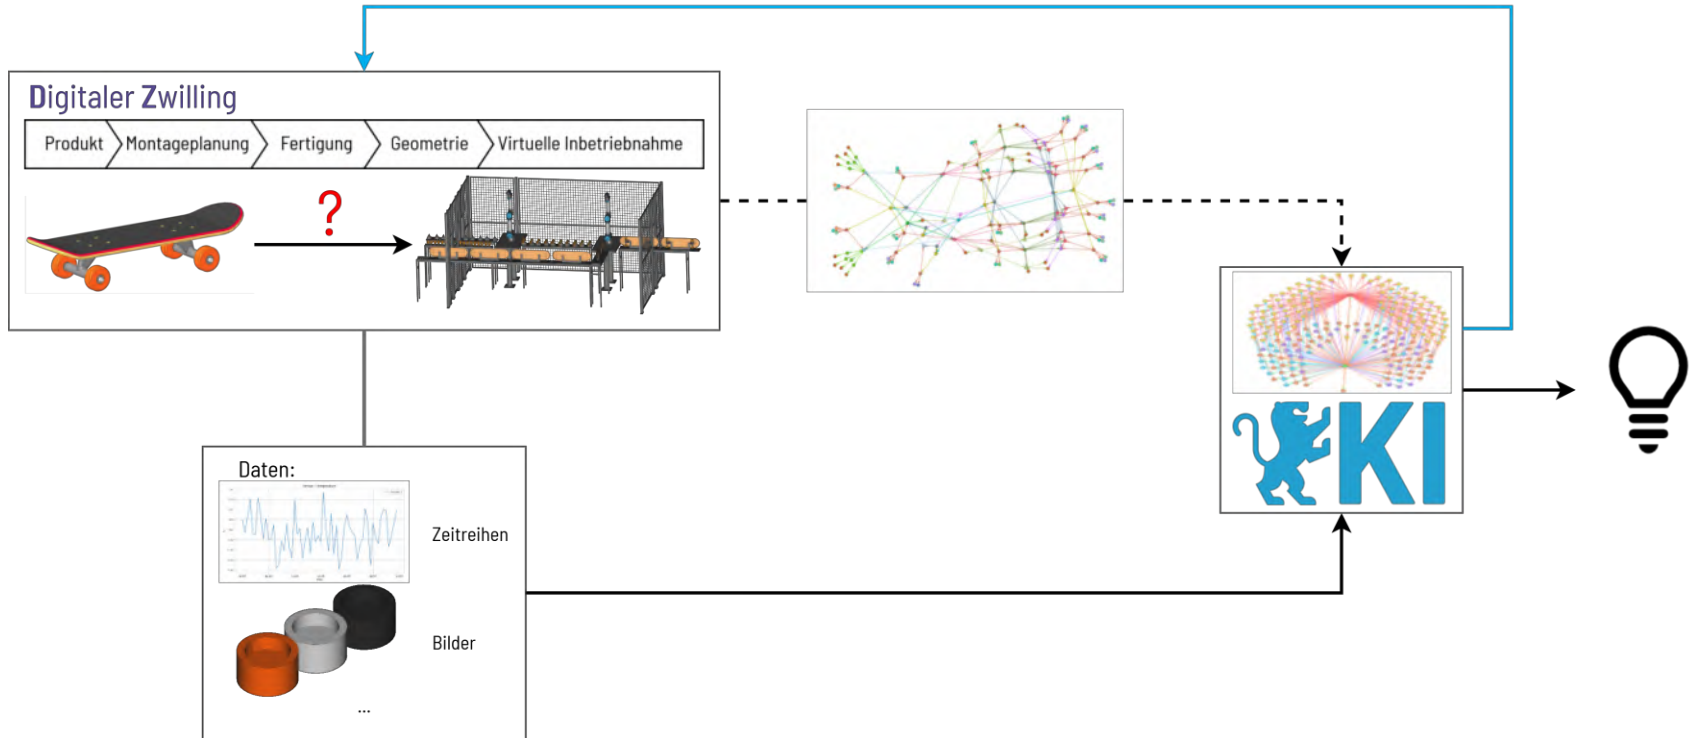 Digitaler Zwilling
Produkt
Montageplanung
Fertigung
Geometrie
Virtuelle Inbetriebnahme
?
Daten:
Zeitreihen
Bilder
...
KI